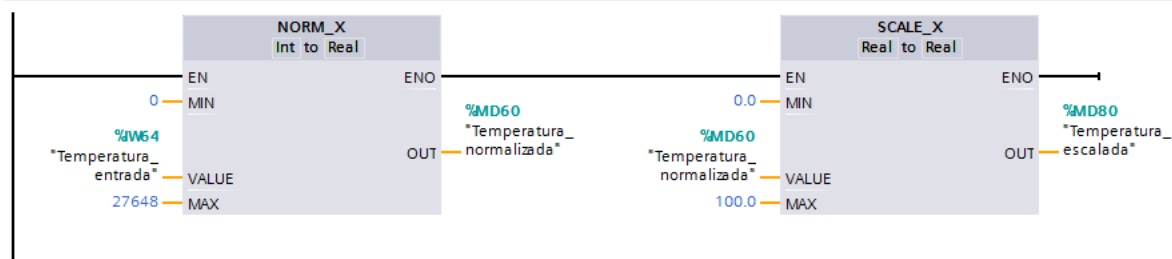 NORM_X
Int to Real
EN
ENO
0
MIN
%IW64
"Temperatura_
entrada"
VALUE
27648
MAX
%MD60
"Temperatura_
normalizada"
OUT
SCALE_X
Real to Real
EN
ENO
0.0
MIN
%MD60
"Temperatura_
normalizada"
VALUE
100.0
MAX
%MD80
"Temperatura_
escalada"
OUT